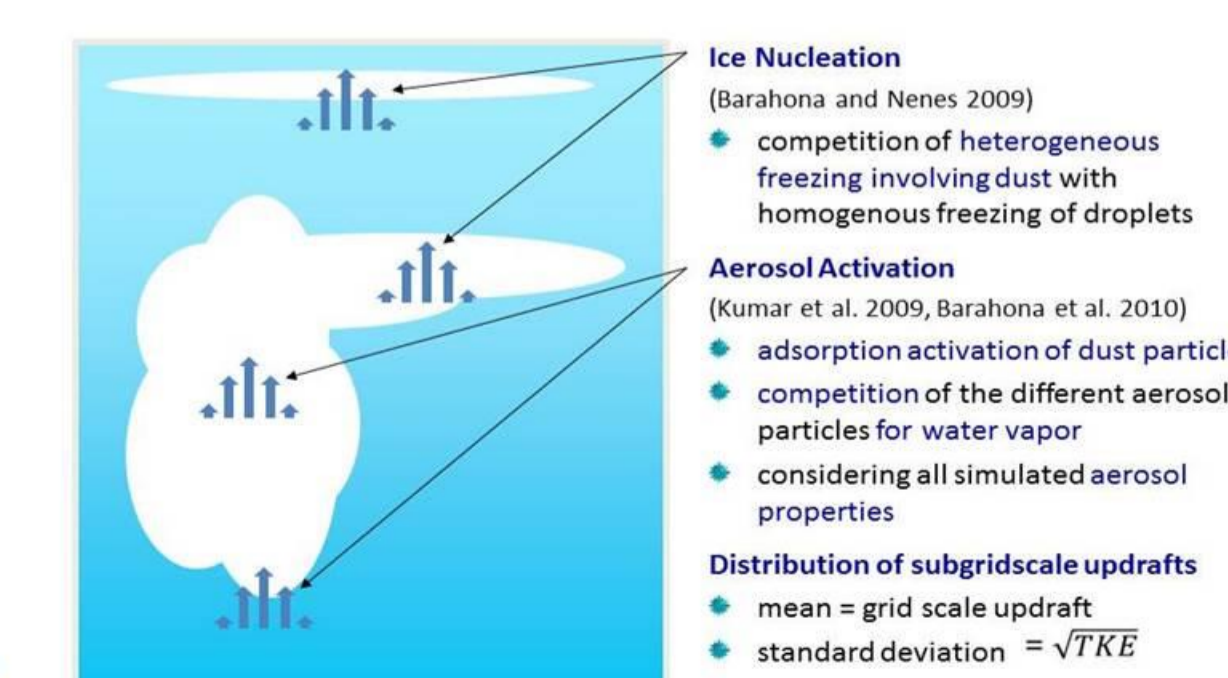 Ice Nucleation
(Barahona and Nenes 2009)
competition of heterogeneous
freezing involving dust with
homogenous freezing of droplets
Aerosol Activation
(Kumar et al. 2009, Barahona et al. 2010)
adsorption activation of dust
competition of the different aerosol
particles for water vapor
considering all simulated aerosol
properties
Distribution of subgridscale updrafts
mean = grid scale updraft
standard deviation = √TKE